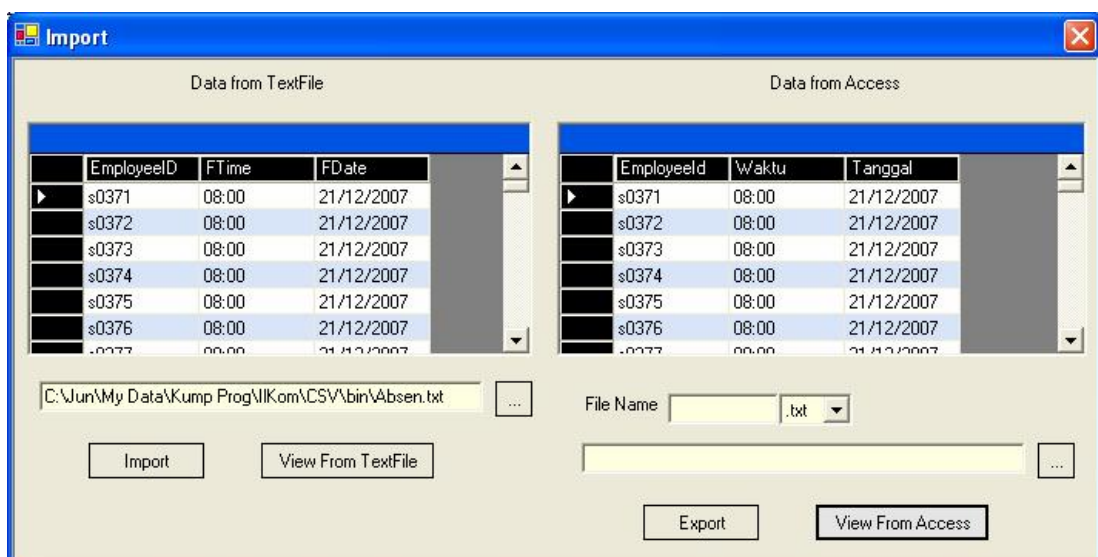 Import
Data from TextFile
EmployeeID FTime FDate
s0371 08:00 21/12/2007
s0372 08:00 21/12/2007
s0373 08:00 21/12/2007
s0374 08:00 21/12/2007
s0375 08:00 21/12/2007
s0376 08:00 21/12/2007
C:\Jun\My Data\Kump Prog\IlKom\CSV\bin\Absen.txt ...
Import View From TextFile
Data from Access
EmployeeId Waktu Tanggal
s0371 08:00 21/12/2007
s0372 08:00 21/12/2007
s0373 08:00 21/12/2007
s0374 08:00 21/12/2007
s0375 08:00 21/12/2007
s0376 08:00 21/12/2007
File Name .txt
...
Export View From Access